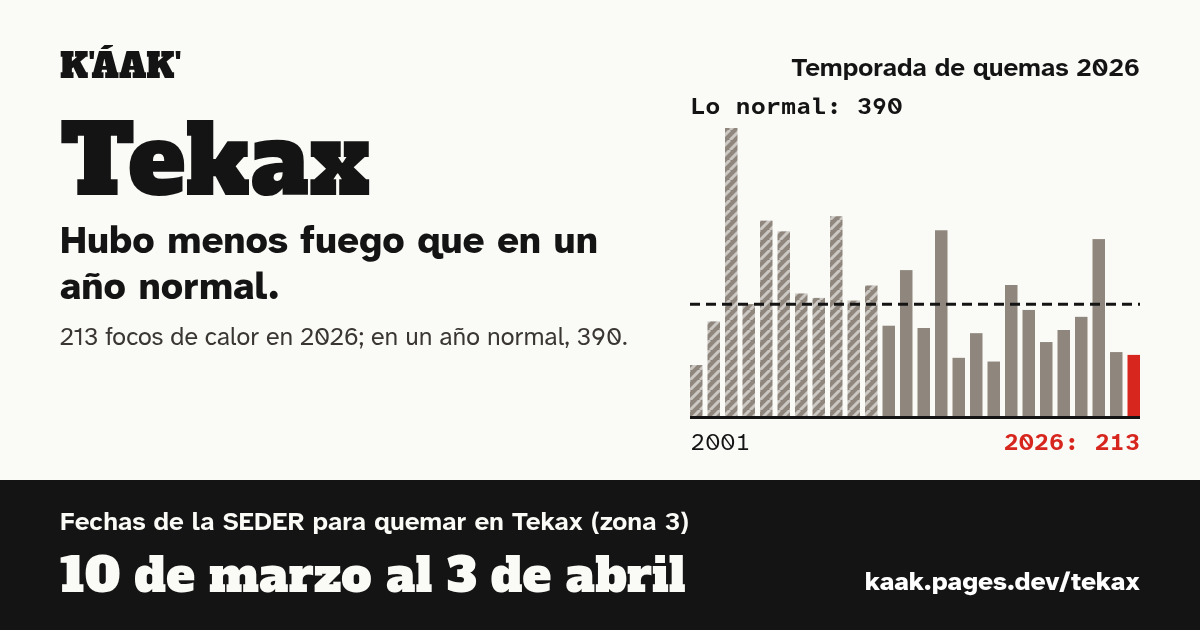 K'ÁAK'
Tekax
Hubo menos fuego que en un
año normal.
213 focos de calor en 2026; en un año normal, 390.
Temporada de quemas 2026
Lo normal: 390
2001
2026: 213
Fechas de la SEDER para quemar en Tekax (zona 3)
10 de marzo al 3 de abril
kaak.pages.dev/tekax